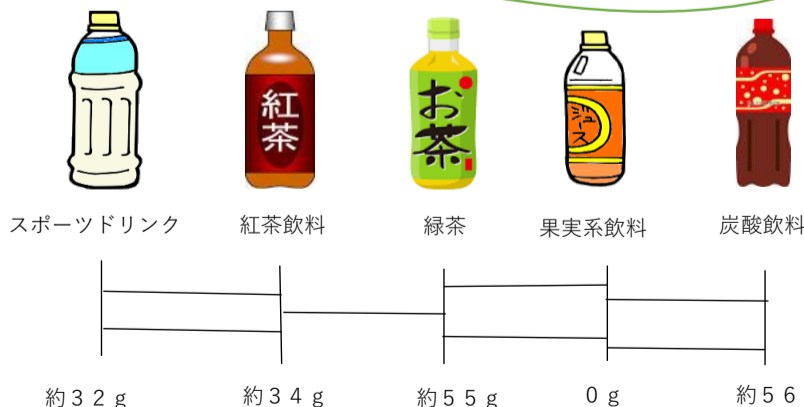 紅茶
お茶
ジュース
スポーツドリンク 紅茶飲料 緑茶 果実系飲料 炭酸飲料
約３２ｇ 約３４ｇ 約５５ｇ ０ｇ 約５６